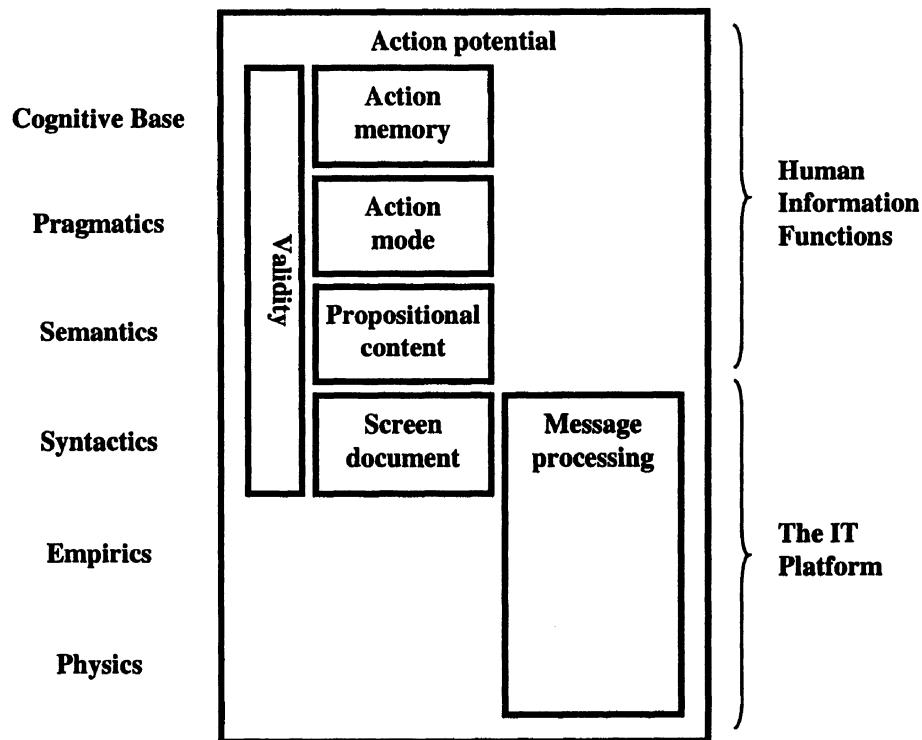 Action potential
Cognitive Base
Action
memory
Pragmatics
Action
mode
Validity
Semantics
Propositional
content
Syntactics
Screen
document
Message
processing
Empirics
Physics
Human
Information
Functions
The IT
Platform